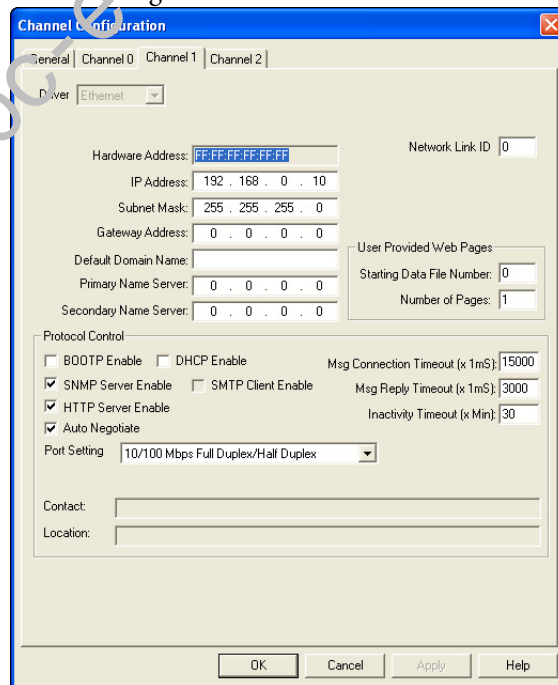 Channel Configuration
General Channel 0 Channel 1 Channel 2
Driver Ethernet
Hardware Address: FF:FF:FF:FF:FF:FF Network Link ID 0
IP Address: 192 . 168 . 0 . 10
Subnet Mask: 255 . 255 . 255 . 0
Gateway Address: 0 . 0 . 0 . 0
User Provided Web Pages
Default Domain Name:
Starting Data File Number: 0
Primary Name Server: 0 . 0 . 0 . 0
Number of Pages: 1
Secondary Name Server: 0 . 0 . 0 . 0
Protocol Control
BOOTP Enable DHCP Enable Msg Connection Timeout (x 1mS): 15000
SNMP Server Enable SMTP Client Enable Msg Reply Timeout (x 1mS): 3000
HTTP Server Enable Inactivity Timeout (x Min): 30
Auto Negotiate
Port Setting 10/100 Mbps Full Duplex/Half Duplex
Contact:
Location:
OK Cancel Apply Help